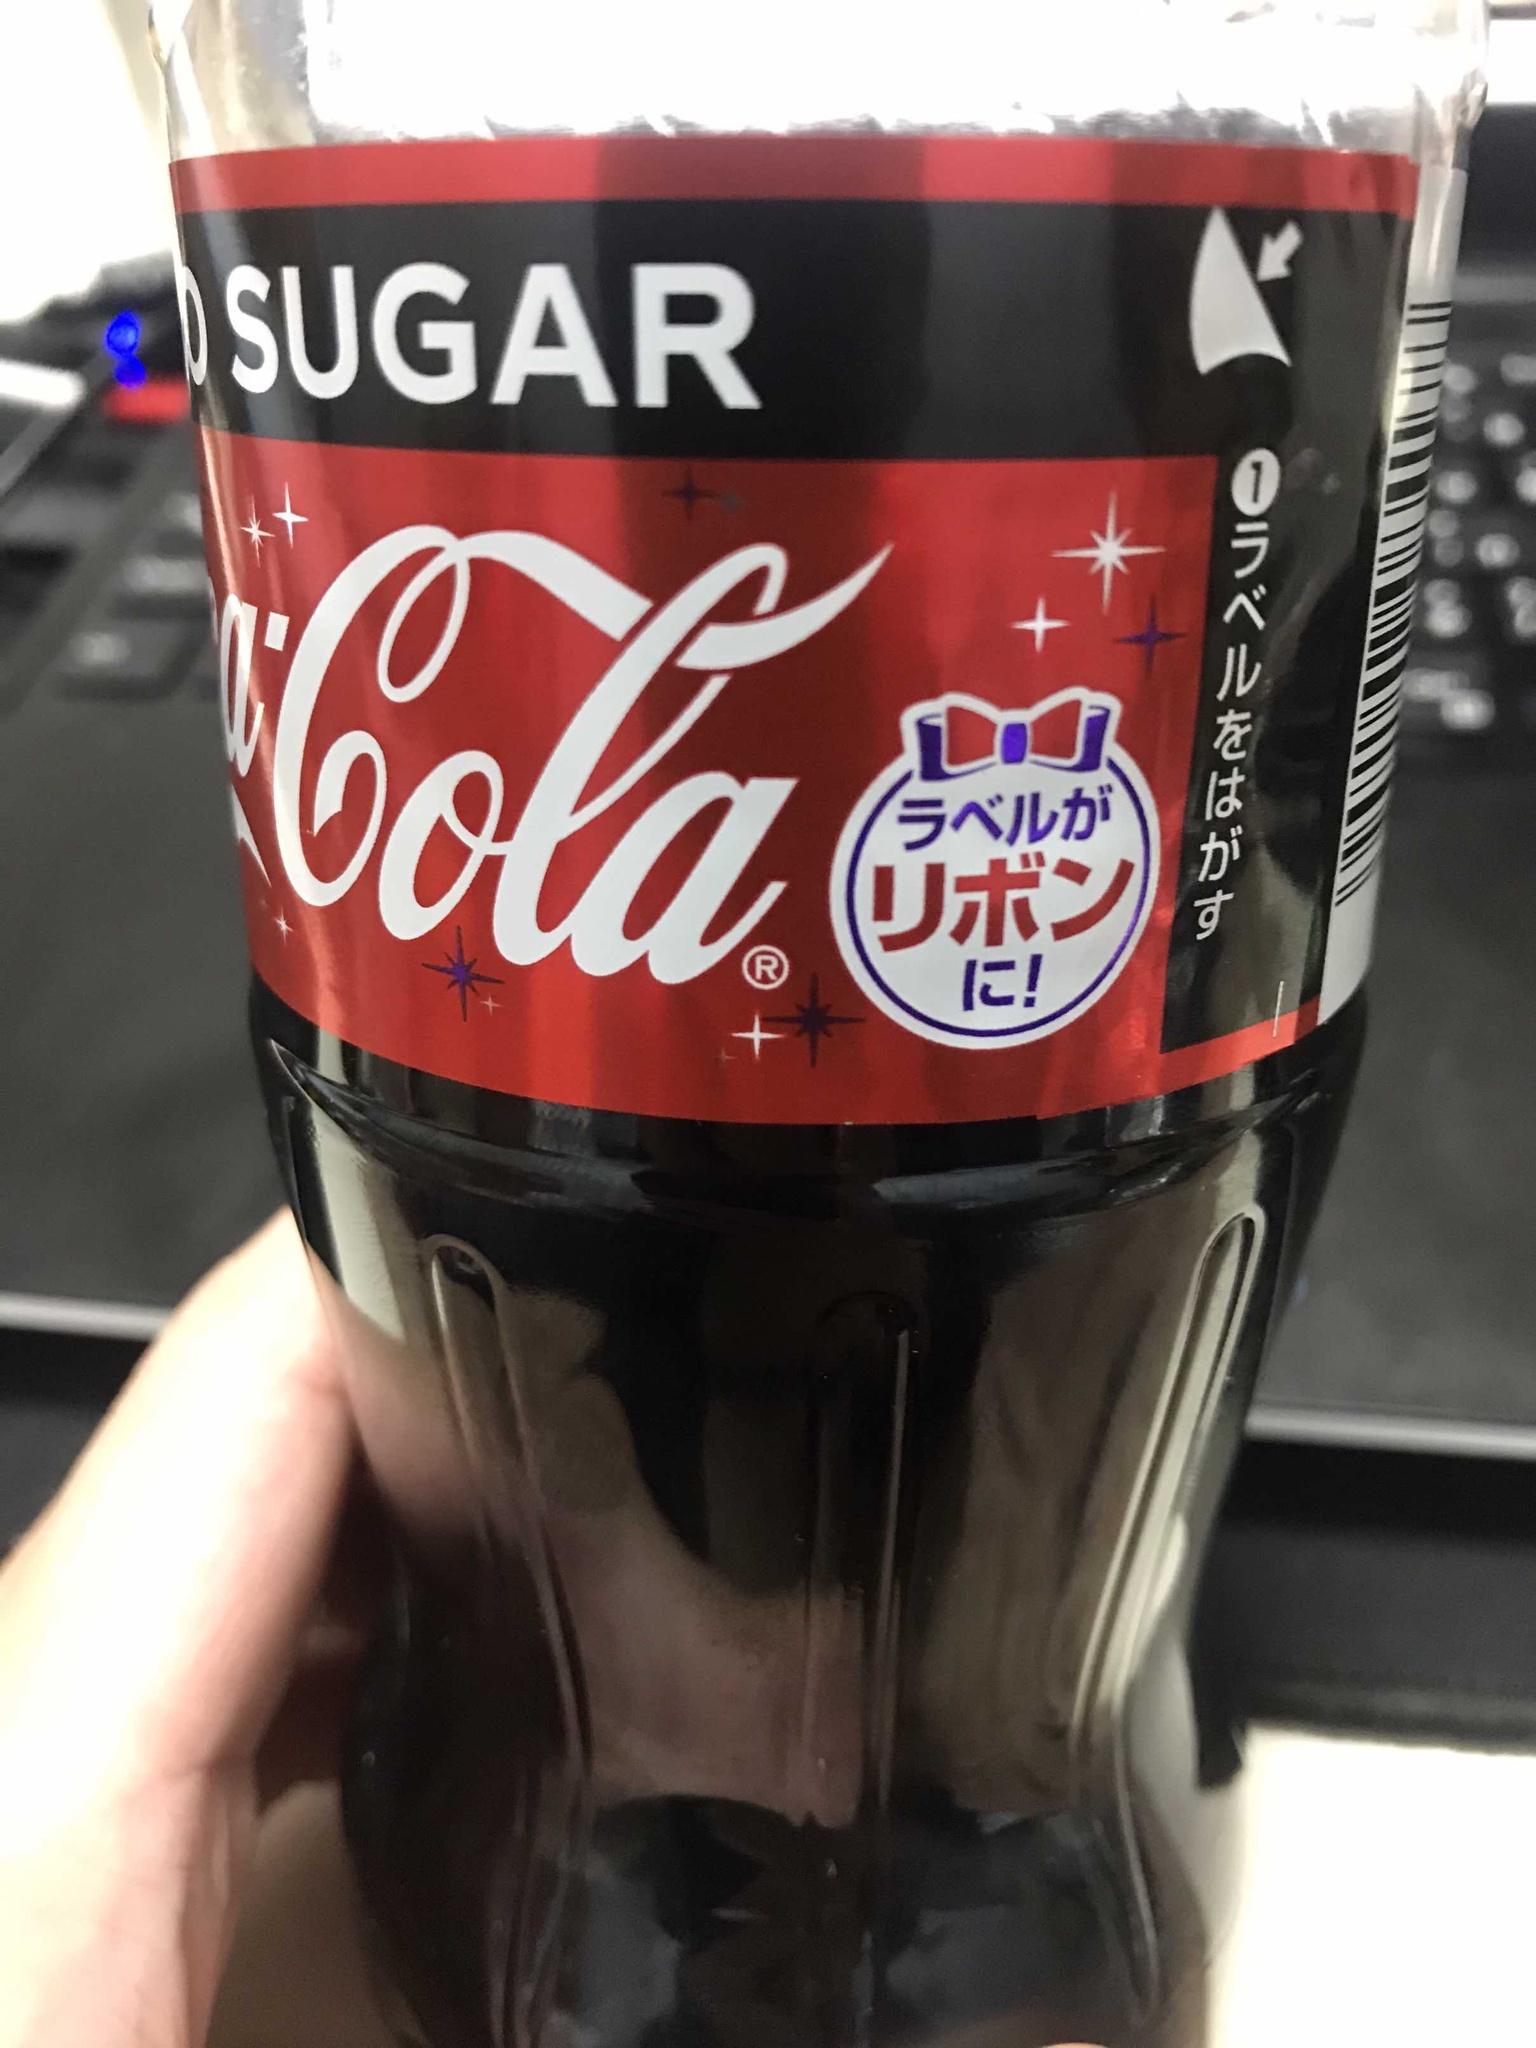 O SUGAR
a-Cola®
ラベルが
リボン
に!
❶ラベルをはがす